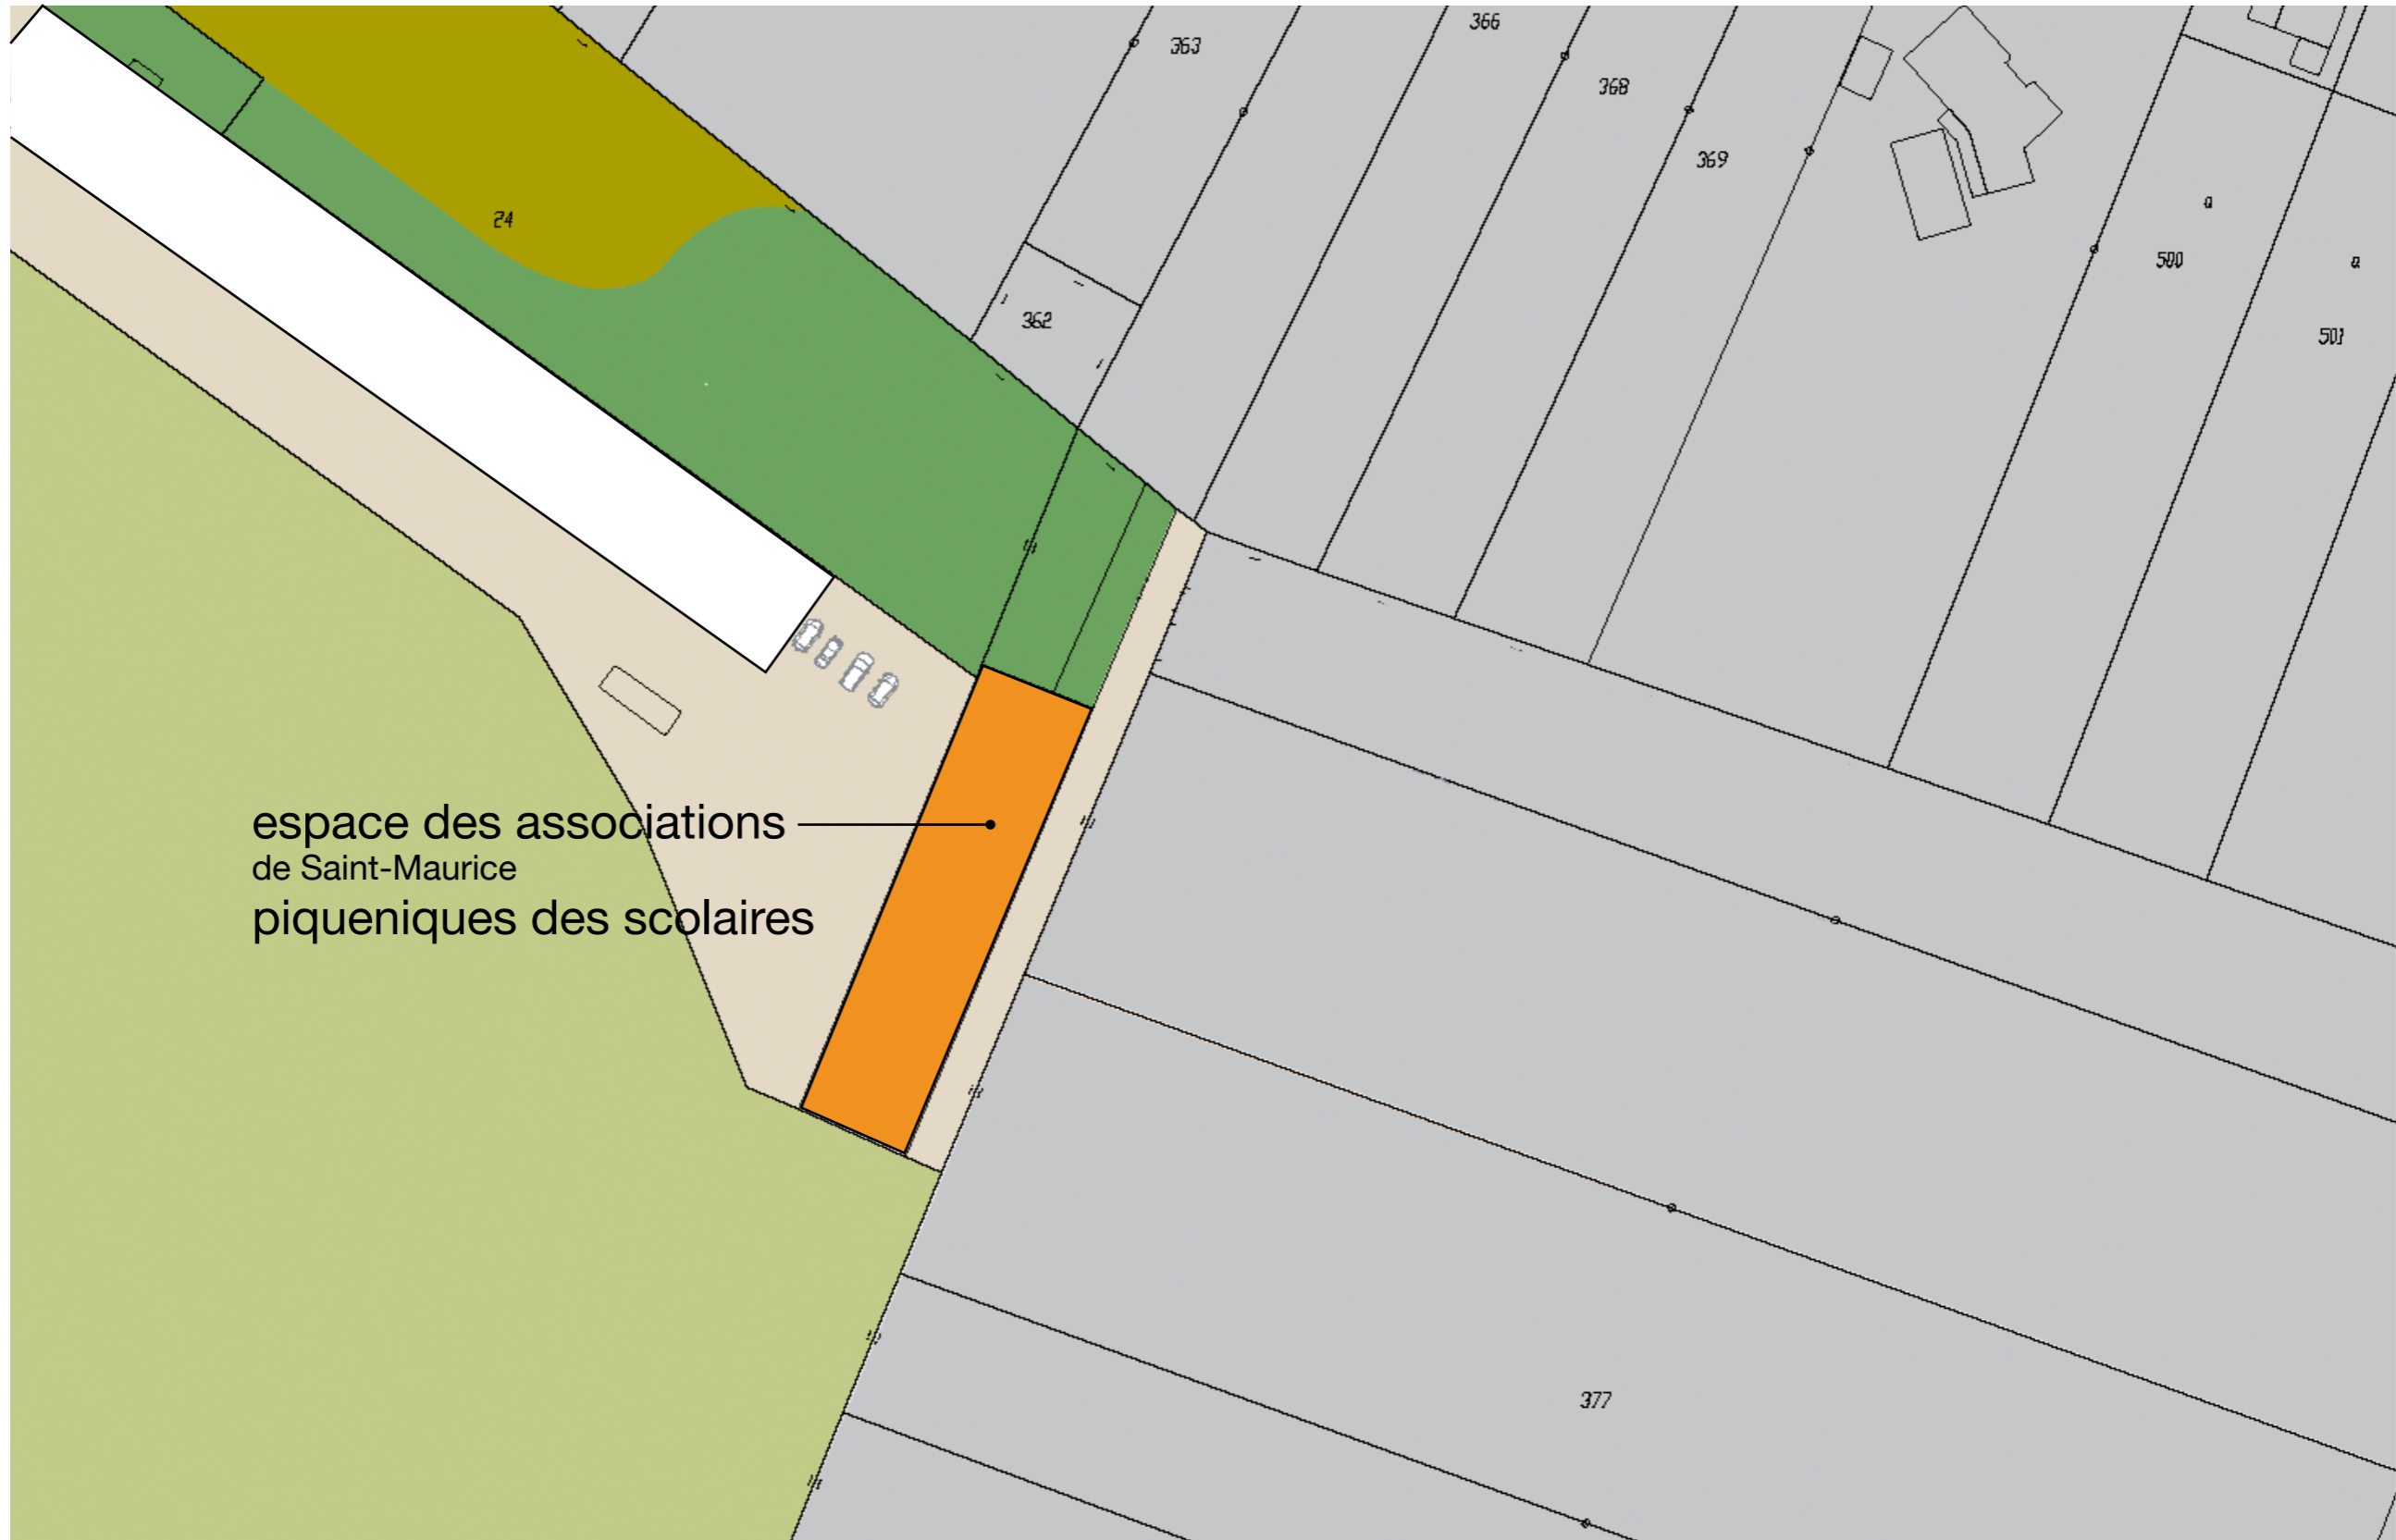 366
363
368
369
a
24
500
a
362
501
espace des associations
de Saint-Maurice
piqueniques des scolaires
377